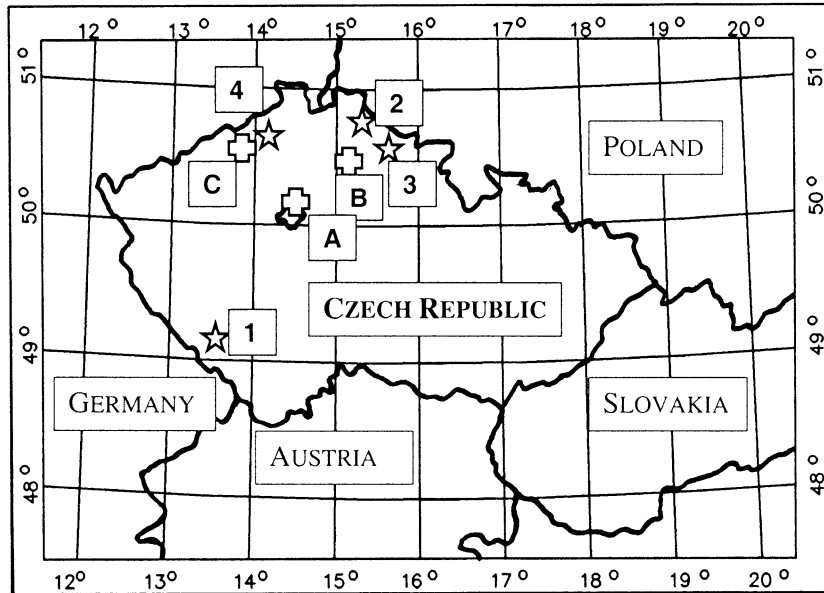 12° 13° 14° 15° 16° 17° 18° 19° 20°
51° 51°
4
2
POLAND
C
B
3
50° 50°
A
CZECH REPUBLIC
1
49° 49°
GERMANY
SLOVAKIA
AUSTRIA
48° 48°
12° 13° 14° 15° 16° 17° 18° 19° 20°